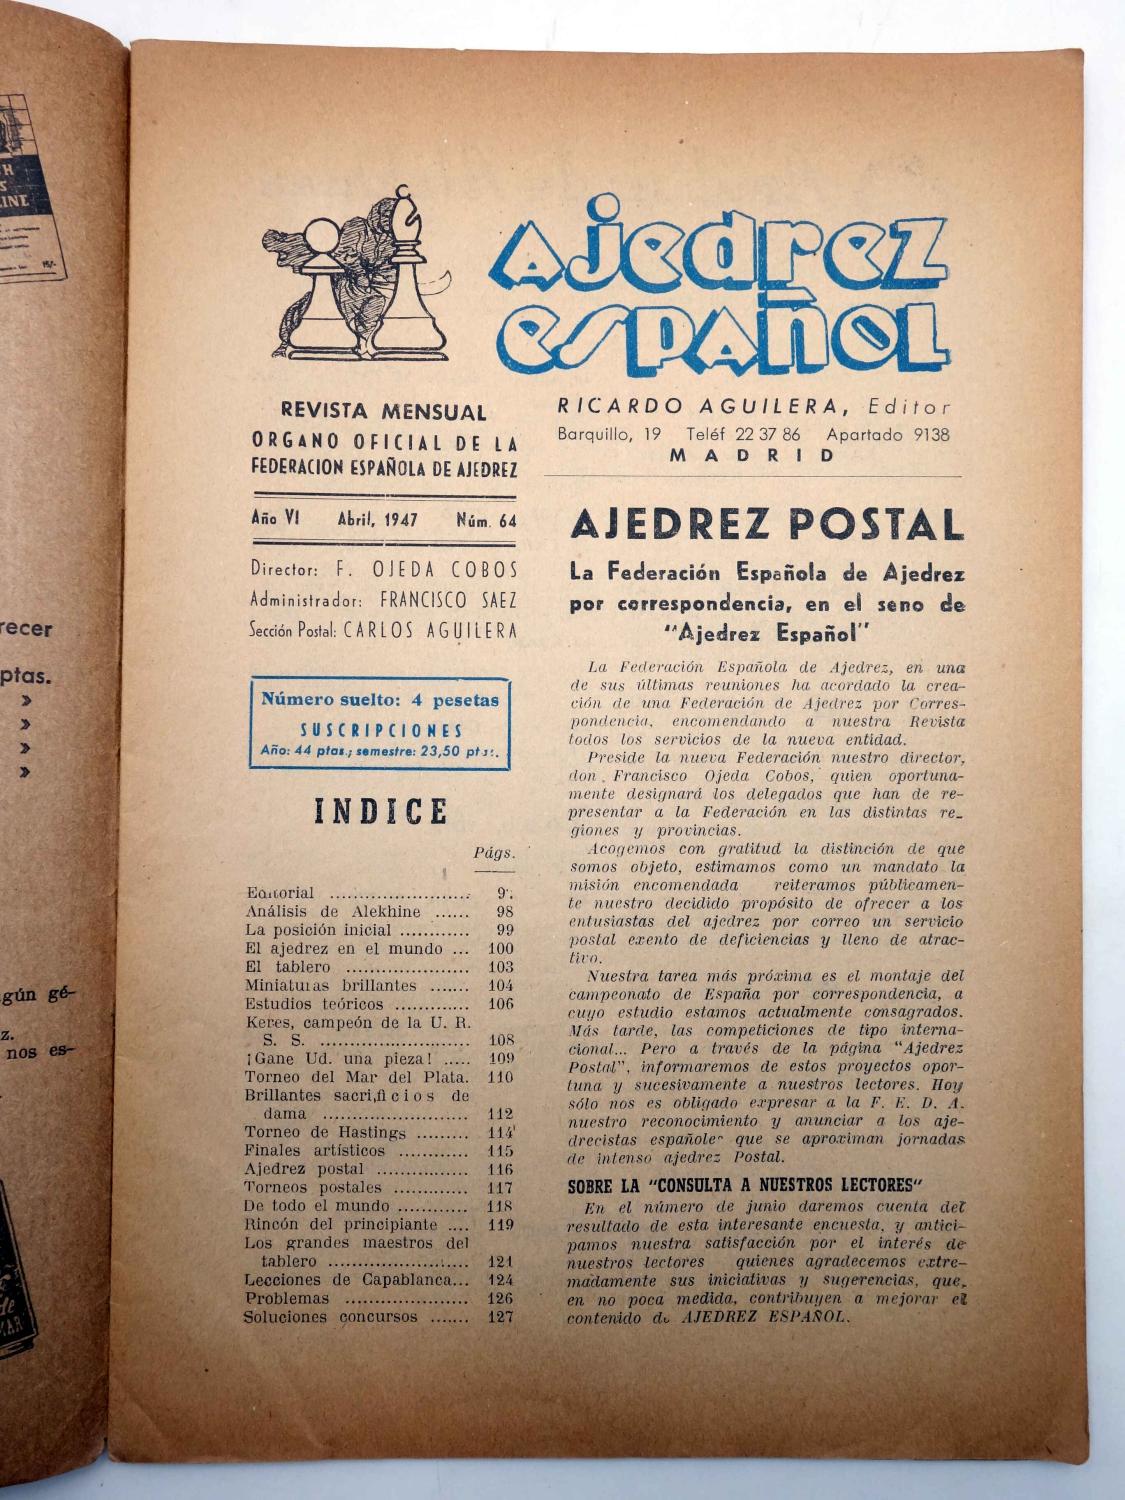 INE
recer
ptas.
»
»
»
»
gún gé-
z.
nos es-
Ajedrez
español
REVISTA MENSUAL
ORGANO OFICIAL DE LA
FEDERACION ESPAÑOLA DE AJEDREZ
RICARDO AGUILERA, Editor
Barquillo, 19 Teléf 22 37 86 Apartado 9138
MADRID
Año VI Abril, 1947 Núm. 64
Director: F. OJEDA COBOS
Administrador: FRANCISCO SAEZ
Sección Postal: CARLOS AGUILERA
Número suelto: 4 pesetas
SUSCRIPCIONES
Año: 44 ptas.; semestre: 23,50 ptas.
INDICE
Págs.
Editorial ........................
Análisis de Alekhine ...... 98
La posición inicial ............ 99
El ajedrez en el mundo ... 100
El tablero ..................... 103
Miniaturas brillantes ....... 104
Estudios teóricos ............. 106
Keres, campeón de la U. R.
S. S. ......................... 108
¡Gane Ud. una pieza! ..... 109
Torneo del Mar del Plata. 110
Brillantes sacri,ficios de
dama ........................ 112
Torneo de Hastings ......... 114
Finales artísticos ............ 115
Ajedrez postal ................ 116
Torneos postales ............. 117
De todo el mundo ............ 118
Rincón del principiante .... 119
Los grandes maestros del
tablero ....................... 121
Lecciones de Capablanca... 124
Problemas ..................... 126
Soluciones concursos ....... 127
AJEDREZ POSTAL
La Federación Española de Ajedrez
por correspondencia, en el seno de
"Ajedrez Español"
La Federación Española de Ajedrez, en una
de sus últimas reuniones ha acordado la crea-
ción de una Federación de Ajedrez por Corres-
pondencia, encomendando a nuestra Revista
todos los servicios de la nueva entidad.
Preside la nueva Federación nuestro director,
don Francisco Ojeda Cobos, quien oportuna-
mente designará los delegados que han de re-
presentar a la Federación en las distintas re-
giones y provincias.
Acogemos con gratitud la distinción de que
somos objeto, estimamos como un mandato la
misión encomendada reiteramos públicamen-
te nuestro decidido propósito de ofrecer a los
entusiastas del ajedrez por correo un servicio
postal exento de deficiencias y lleno de atrac-
tivo.
Nuestra tarea más próxima es el montaje del
campeonato de España por correspondencia, a
cuyo estudio estamos actualmente consagrados.
Más tarde, las competiciones de tipo interna-
cional... Pero a través de la página "Ajedrez
Postal", informaremos de estos proyectos opor-
tuna y sucesivamente a nuestros lectores. Hoy
sólo nos es obligado expresar a la F. E. D. A.
nuestro reconocimiento y anunciar a los aje-
drecistas españoles que se aproximan jornadas
de intenso ajedrez Postal.
SOBRE LA "CONSULTA A NUESTROS LECTORES"
En el número de junio daremos cuenta del
resultado de esta interesante encuesta, y antici-
pamos nuestra satisfacción por el interés de
nuestros lectores quienes agradecemos extre-
madamente sus iniciativas y sugerencias, que,
en no poca medida, contribuyen a mejorar el
contenido de AJEDREZ ESPAÑOL.